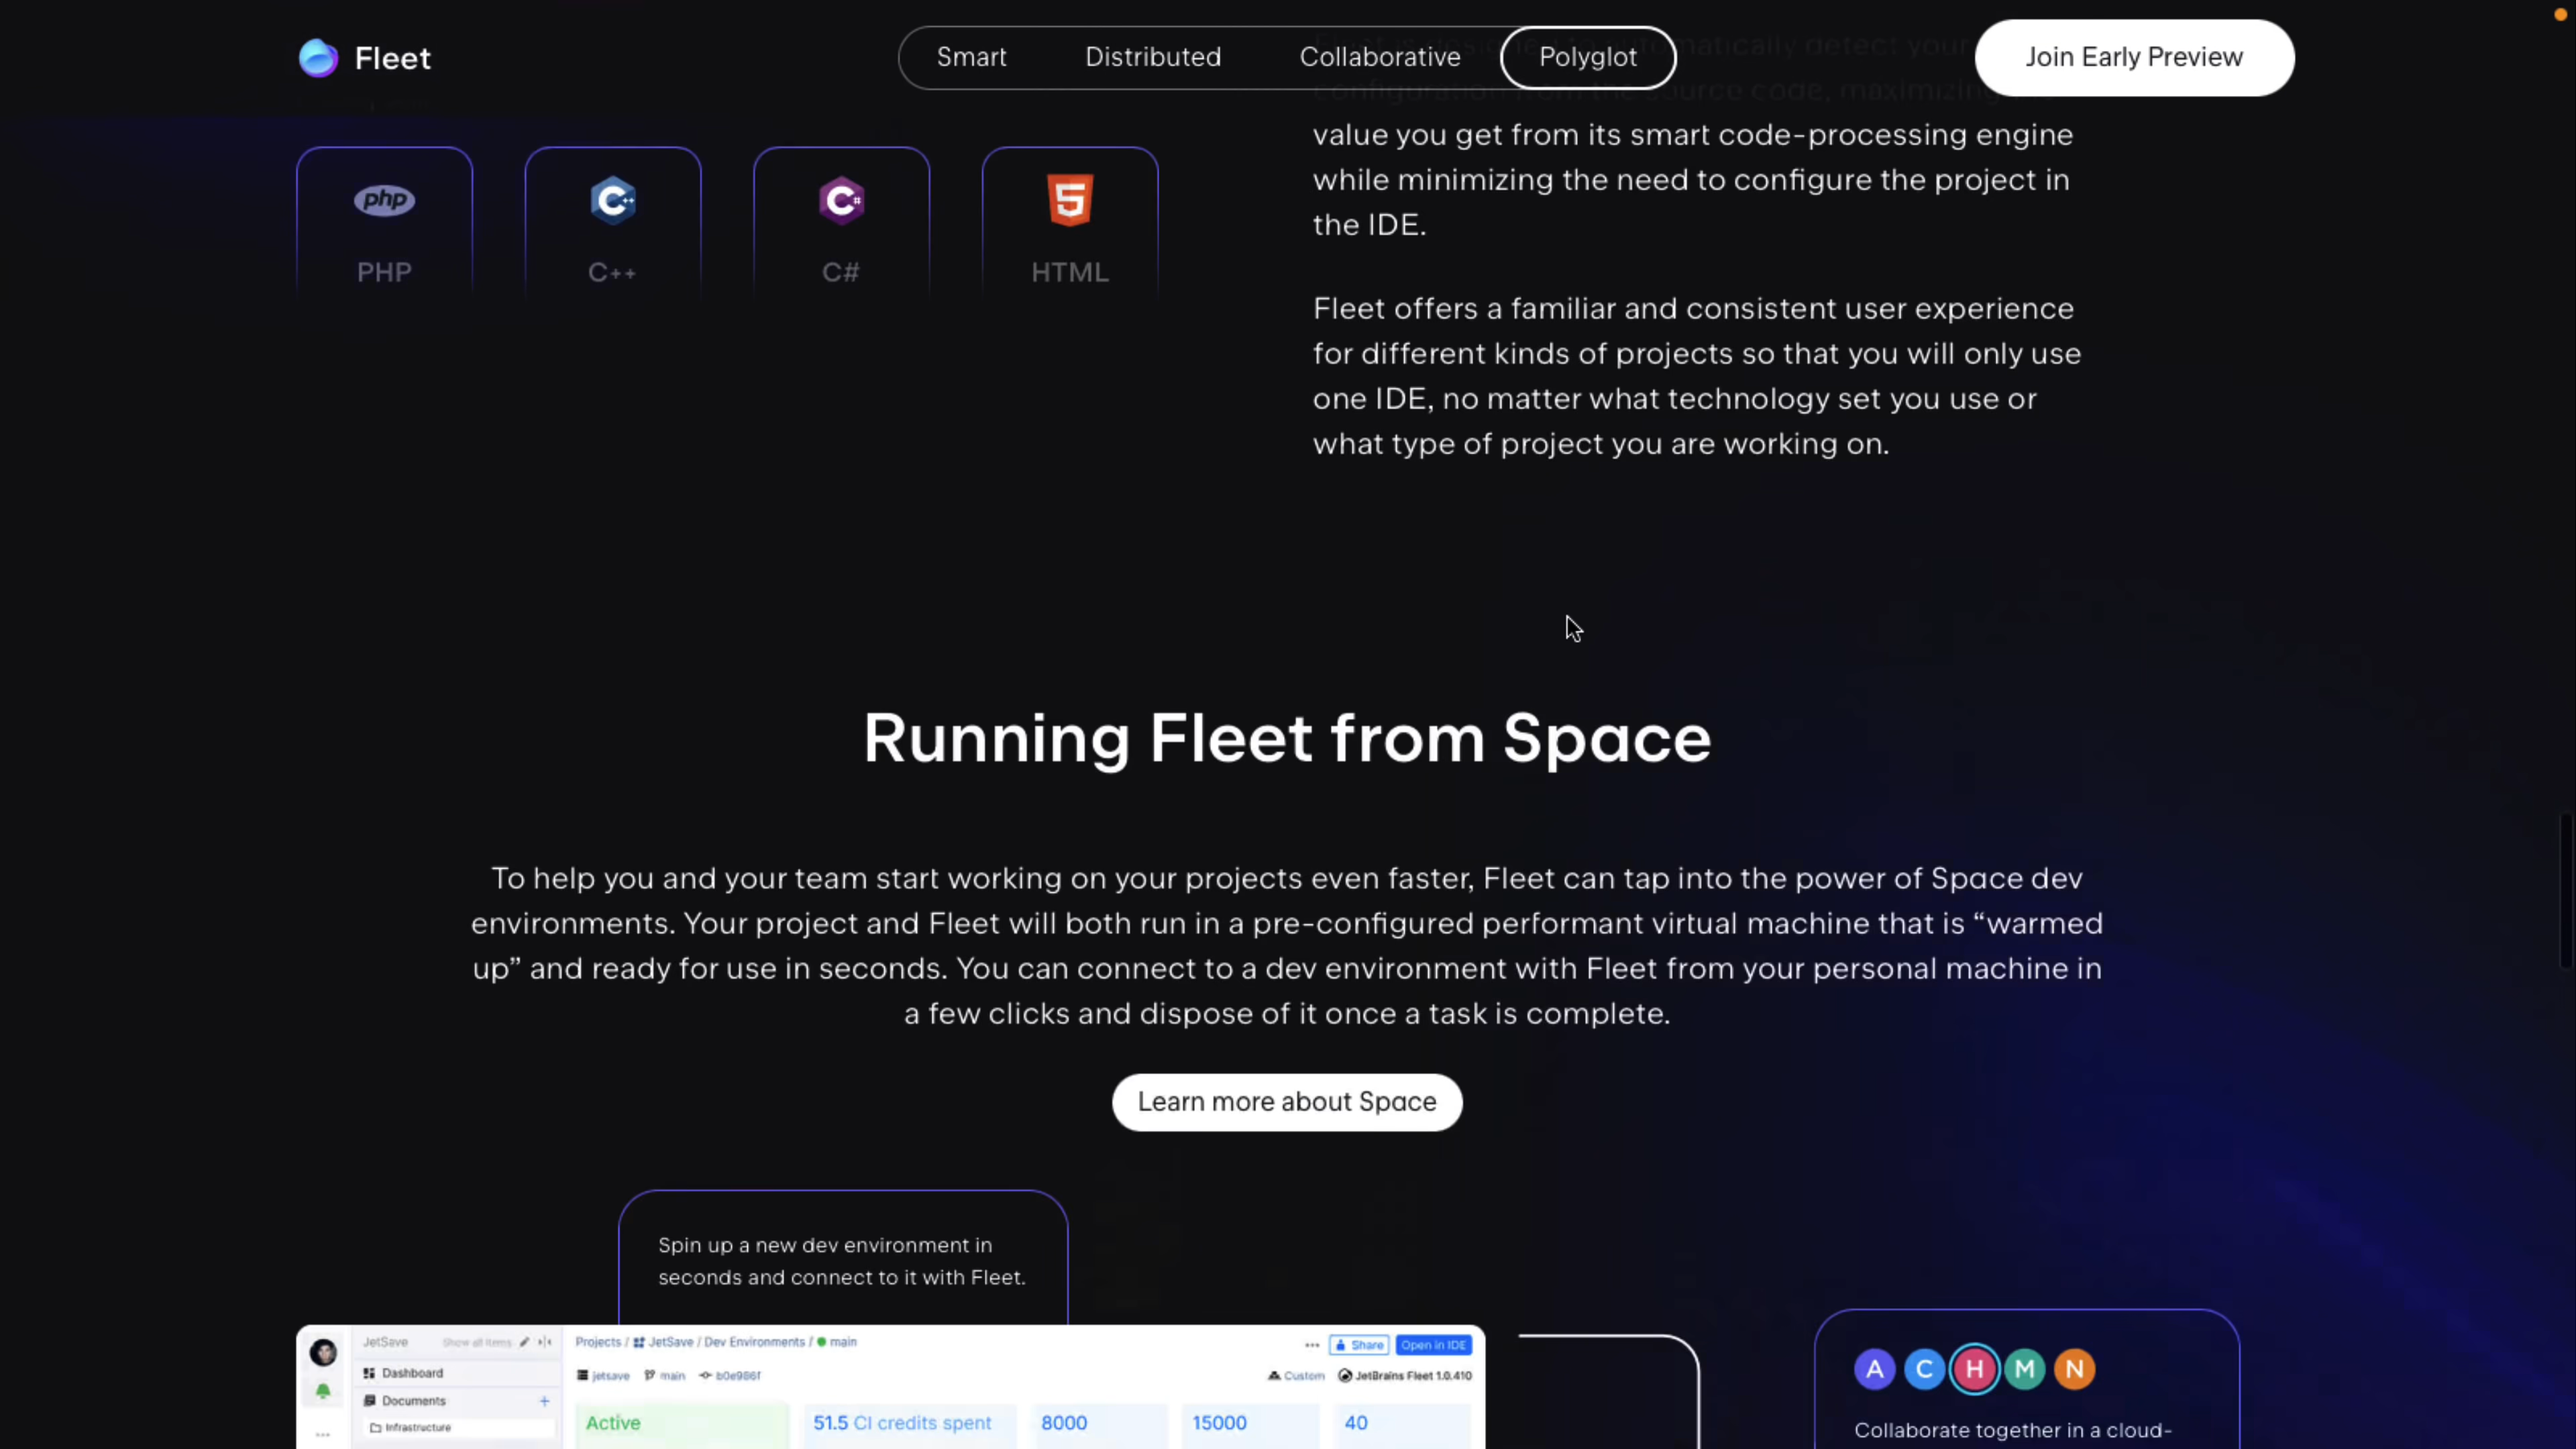 Fleet
Smart
Distributed
Collaborative
Polyglot
Join Early Preview
php
PHP
C++
C#
5
HTML
value you get from its smart code-processing engine
while minimizing the need to configure the project in
the IDE.
Fleet offers a familiar and consistent user experience
for different kinds of projects so that you will only use
one IDE, no matter what technology set you use or
what type of project you are working on.
Running Fleet from Space
To help you and your team start working on your projects even faster, Fleet can tap into the power of Space dev
environments. Your project and Fleet will both run in a pre-configured performant virtual machine that is “warmed
up” and ready for use in seconds. You can connect to a dev environment with Fleet from your personal machine in
a few clicks and dispose of it once a task is complete.
Learn more about Space
Spin up a new dev environment in
seconds and connect to it with Fleet.
JetSave
Show all items
Dashboard
Documents +
Infrastructure
Projects / JetSave / Dev Environments / main
Share
Open in IDE
jetsave main b0e986f
Custom
JetBrains Fleet 1.0.410
Active
51.5 CI credits spent
8000
15000
40
A C H M N
Collaborate together in a cloud-